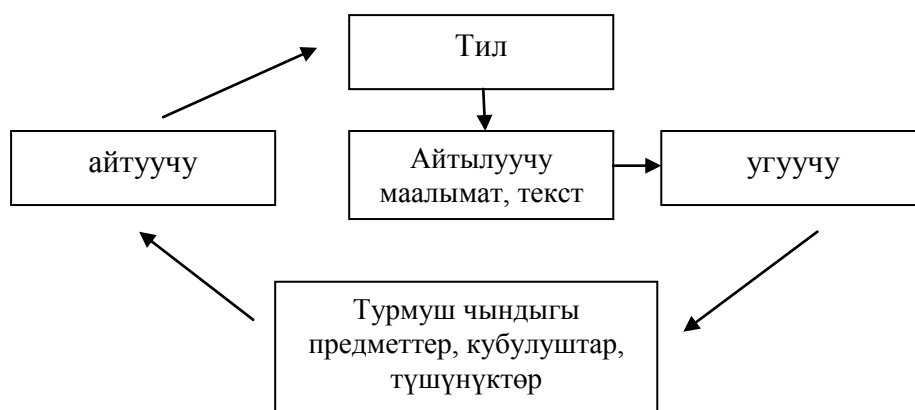 Тил
айтуучу
Айтылуучу
маалымат, текст
угуучу
Турмуш чындыгы
предметтер, кубулуштар,
түшүнүктөр